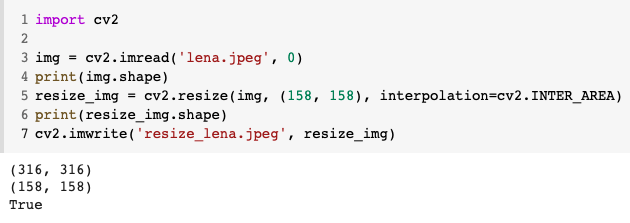 1 import cv2
2
3 img = cv2.imread('lena.jpeg', 0)
4 print(img.shape)
5 resize_img = cv2.resize(img, (158, 158), interpolation=cv2.INTER_AREA)
6 print(resize_img.shape)
7 cv2.imwrite('resize_lena.jpeg', resize_img)
(316, 316)
(158, 158)
True